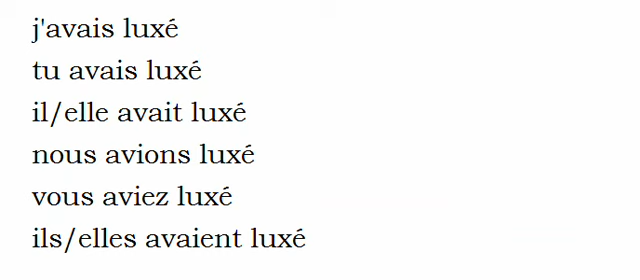 j'avais luxé
tu avais luxé
il/elle avait luxé
nous avions luxé
vous aviez luxé
ils/elles avaient luxé